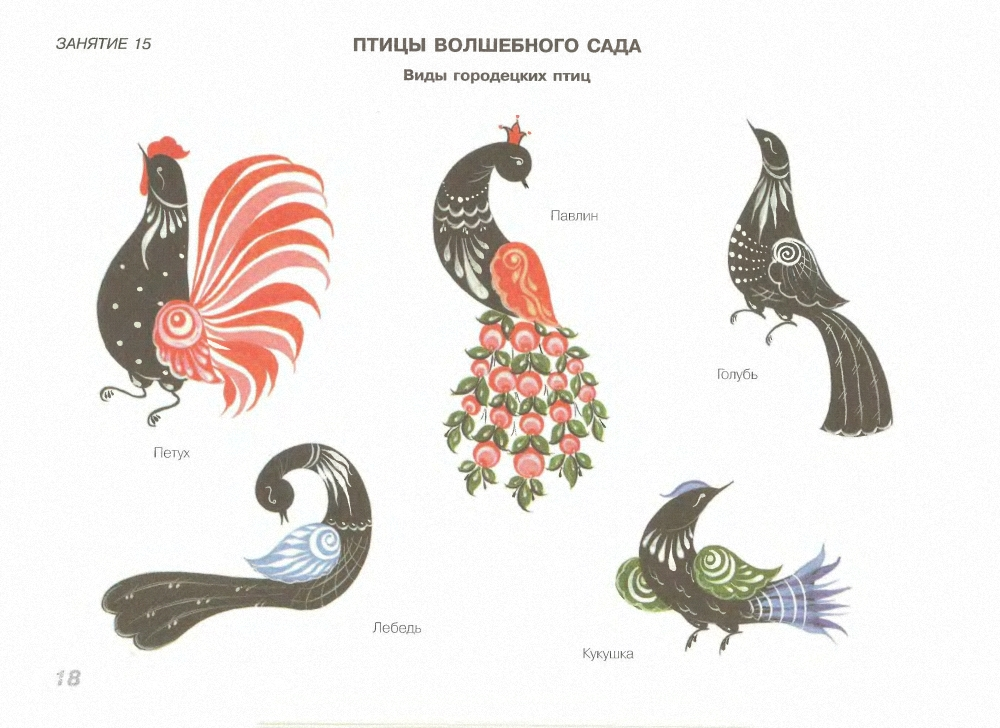 ЗАНЯТИЕ 15
ПТИЦЫ ВОЛШЕБНОГО САДА
Виды городецких птиц
Павлин
Голубь
Петух
Лебедь
Кукушка
18